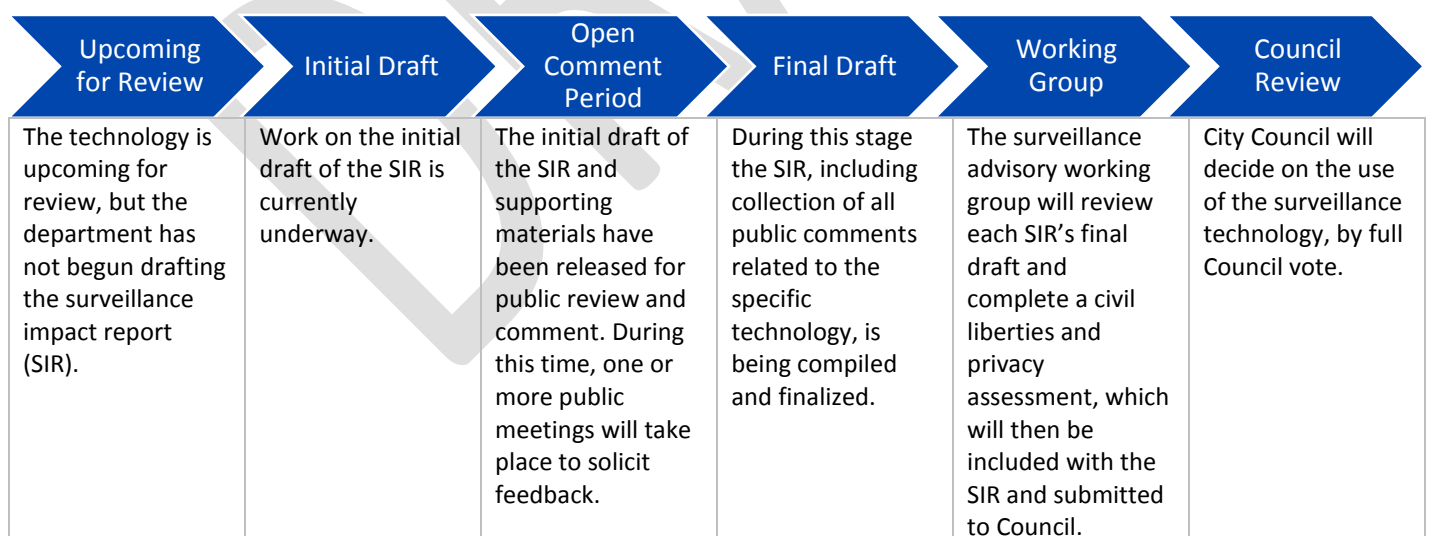 Upcoming
for Review
Initial Draft
Open
Comment
Period
Final Draft
Working
Group
Council
Review
The technology is
upcoming for
review, but the
department has
not begun drafting
the surveillance
impact report
(SIR).
Work on the initial
draft of the SIR is
currently
underway.
The initial draft of
the SIR and
supporting
materials have
been released for
public review and
comment. During
this time, one or
more public
meetings will take
place to solicit
feedback.
During this stage
the SIR, including
collection of all
public comments
related to the
specific
technology, is
being compiled
and finalized.
The surveillance
advisory working
group will review
each SIR’s final
draft and
complete a civil
liberties and
privacy
assessment, which
will then be
included with the
SIR and submitted
to Council.
City Council will
decide on the use
of the surveillance
technology, by full
Council vote.